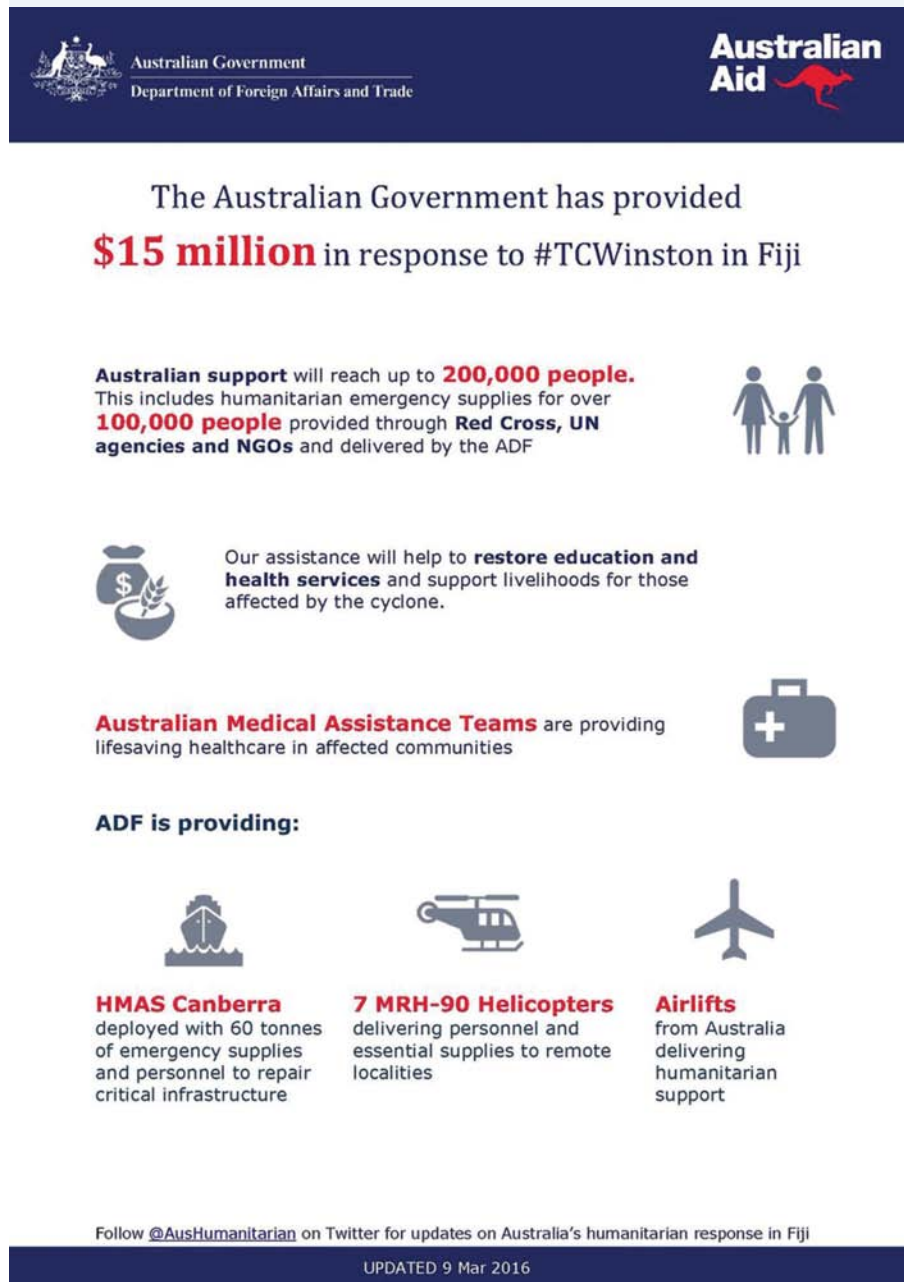 Australian Government
Department of Foreign Affairs and Trade
Australian
Aid
The Australian Government has provided
$15 million in response to #TCWinston in Fiji
Australian support will reach up to 200,000 people.
This includes humanitarian emergency supplies for over
100,000 people provided through Red Cross, UN
agencies and NGOs and delivered by the ADF
$
Our assistance will help to restore education and
health services and support livelihoods for those
affected by the cyclone.
Australian Medical Assistance Teams are providing
lifesaving healthcare in affected communities
ADF is providing:
HMAS Canberra
deployed with 60 tonnes
of emergency supplies
and personnel to repair
critical infrastructure
7 MRH-90 Helicopters
delivering personnel and
essential supplies to remote
localities
Airlifts
from Australia
delivering
humanitarian
support
Follow @AusHumanitarian on Twitter for updates on Australia's humanitarian response in Fiji
UPDATED 9 Mar 2016